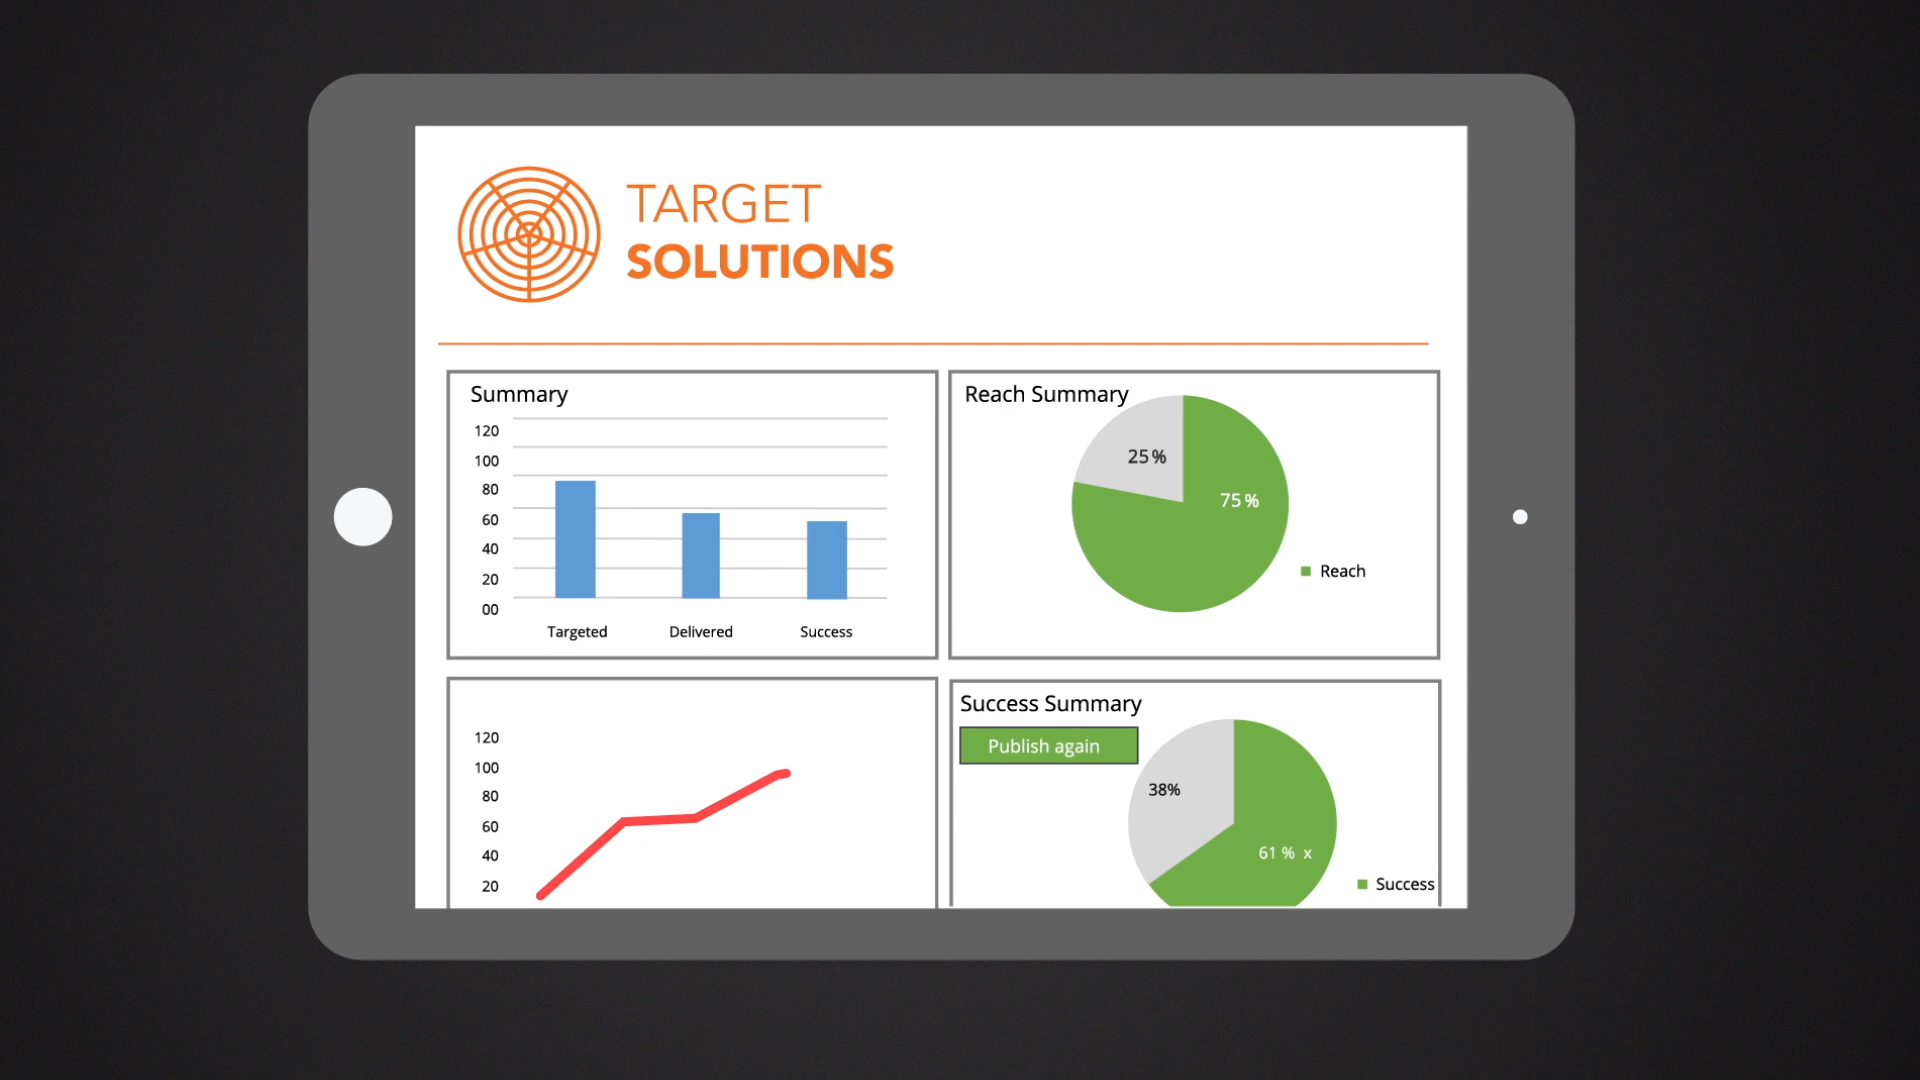 TARGET
SOLUTIONS
Summary
120
100
80
60
40
20
00
Targeted Delivered Success
Reach Summary
25%
75%
Reach
120
100
80
60
40
20
Success Summary
Publish again
38%
61 % x
Success